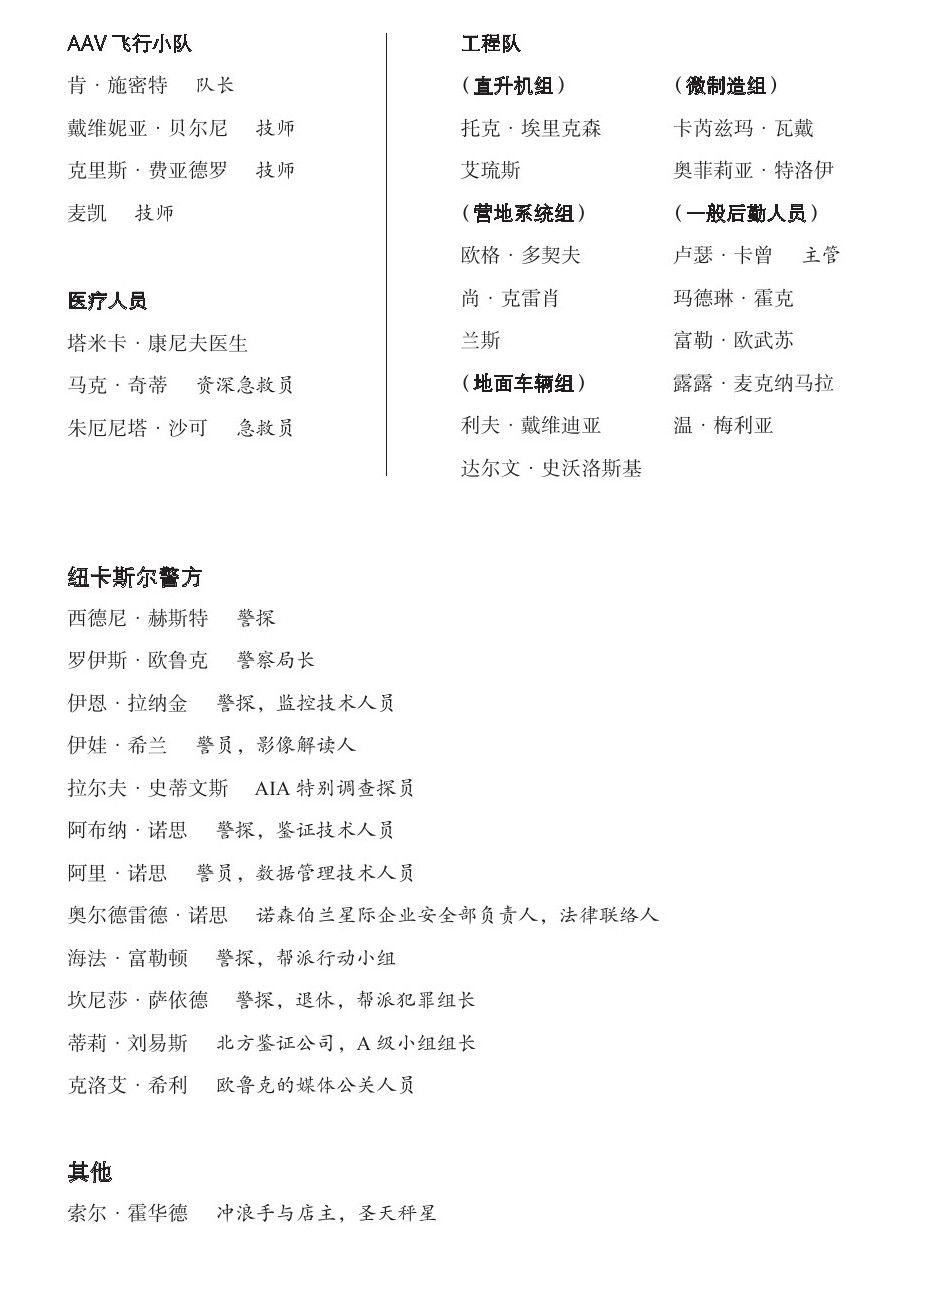 AAV 飞行小队
肯 · 施密特 队长
戴维妮亚 · 贝尔尼 技师
克里斯 · 费亚德罗 技师
麦凯 技师
医疗人员
塔米卡 · 康尼夫医生
马克 · 奇蒂 资深急救员
朱厄尼塔 · 沙可 急救员
工程队
（直升机组）
托克 · 埃里克森
艾琉斯
（营地系统组）
欧格 · 多契夫
尚 · 克雷肖
兰斯
（地面车辆组）
利夫 · 戴维迪亚
达尔文 · 史沃洛斯基
（微制造组）
卡芮兹玛 · 瓦戴
奥菲莉亚 · 特洛伊
（一般后勤人员）
卢瑟 · 卡曾 主管
玛德琳 · 霍克
富勒 · 欧武苏
露露 · 麦克纳马拉
温 · 梅利亚
纽卡斯尔警方
西德尼 · 赫斯特 警探
罗伊斯 · 欧鲁克 警察局长
伊恩 · 拉纳金 警探，监控技术人员
伊娃 · 希兰 警员，影像解读人
拉尔夫 · 史蒂文斯 AIA 特别调查探员
阿布纳 · 诺思 警探，鉴证技术人员
阿里 · 诺思 警员，数据管理技术人员
奥尔德雷德 · 诺思 诺森伯兰星际企业安全部负责人，法律联络人
海法 · 富勒顿 警探，帮派行动小组
坎尼莎 · 萨依德 警探，退休，帮派犯罪组长
蒂莉 · 刘易斯 北方鉴证公司，A 级小组组长
克洛艾 · 希利 欧鲁克的媒体公关人员
其他
索尔 · 霍华德 冲浪手与店主，圣天秤星